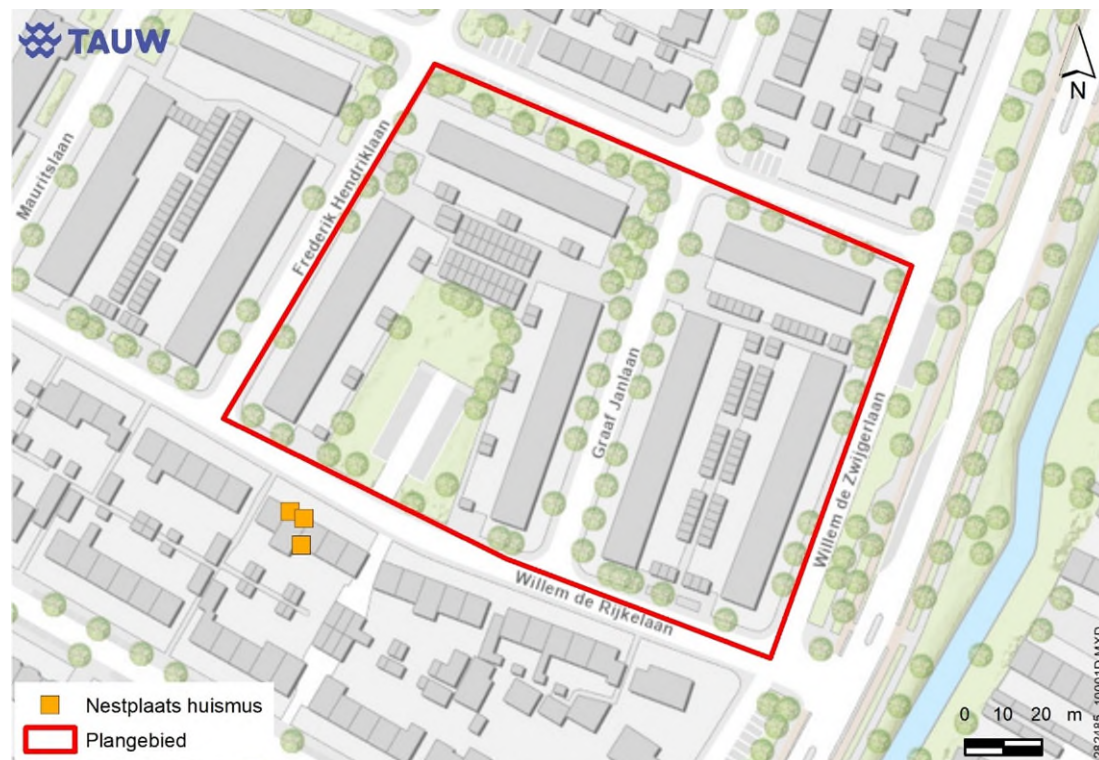 TAUW
N
Mauritslaan
Frederik Hendriklaan
Graaf Janlaan
Willem de Zwijgerlaan
Willem de Rijkelaan
Nestplaats huismus
Plangebied
0 10 20 m